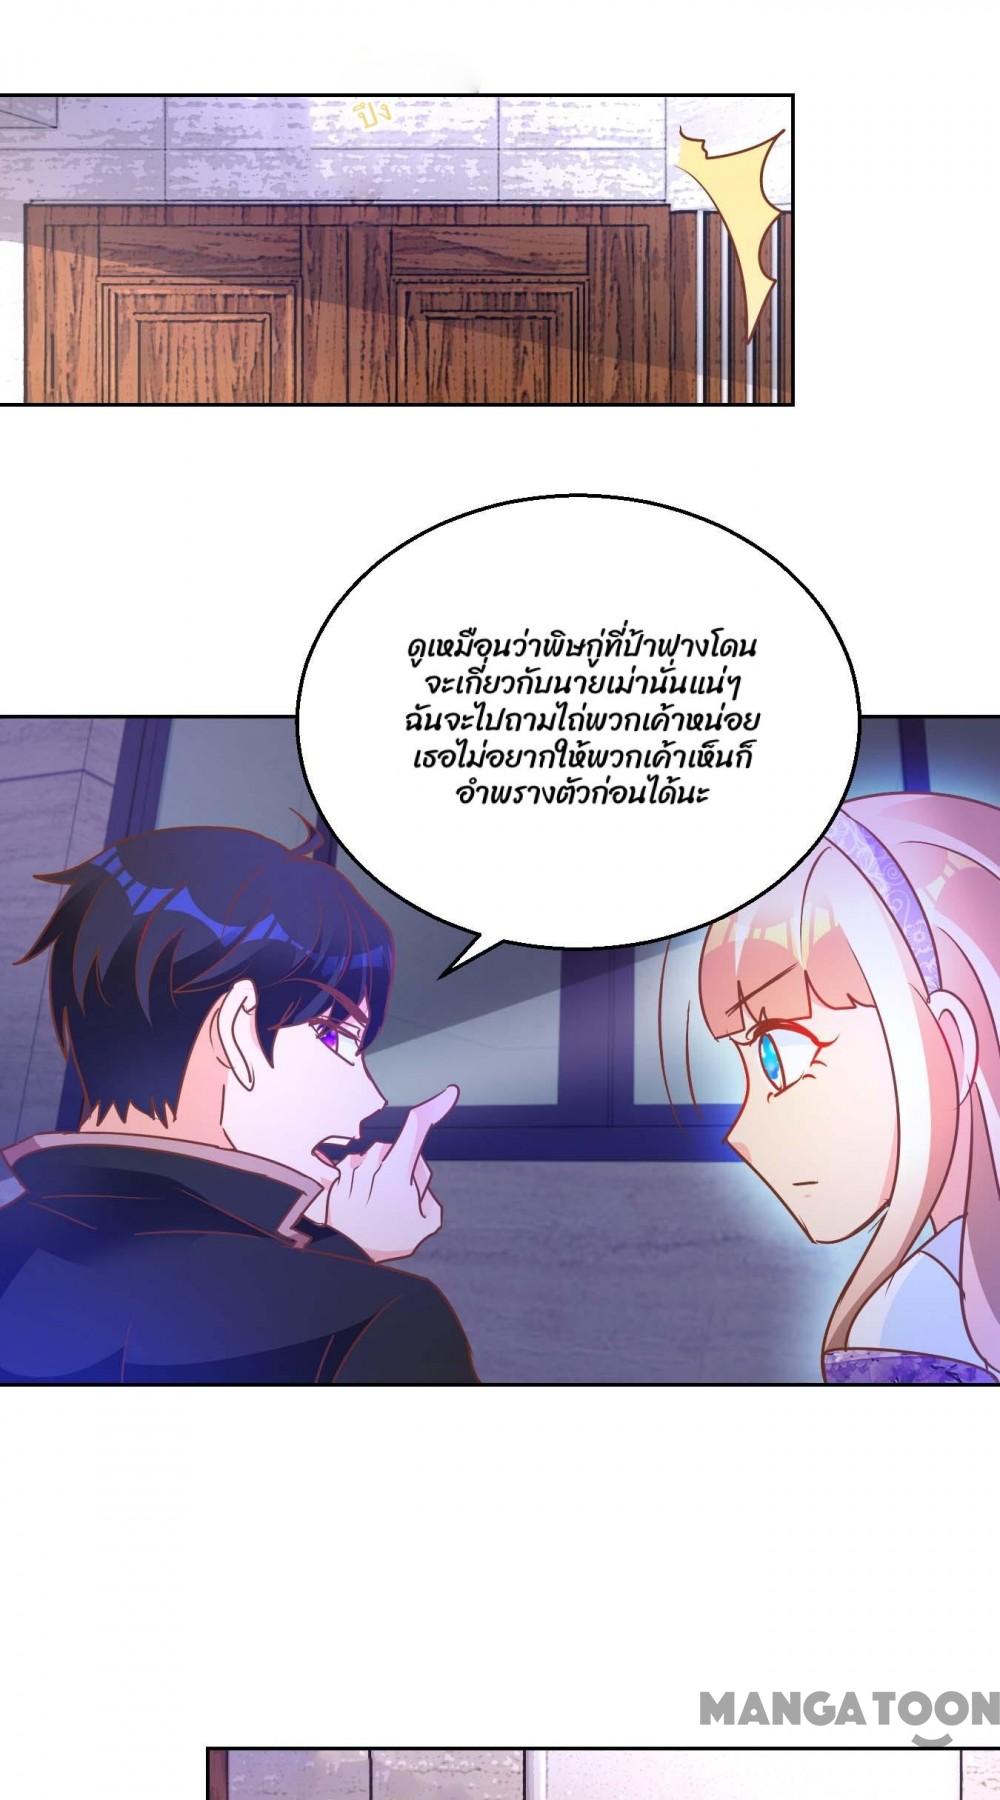 ปึง
ดูเหมือนว่าพิษกู่ที่ป้าฟางโดน
จะเกี่ยวกับนายเม่านั่นแน่ๆ
ฉันจะไปถามไถ่พวกเค้าหน่อย
เธอไม่อยากให้พวกเค้าเห็นก็
อำพรางตัวก่อนได้นะ
MANGATOON